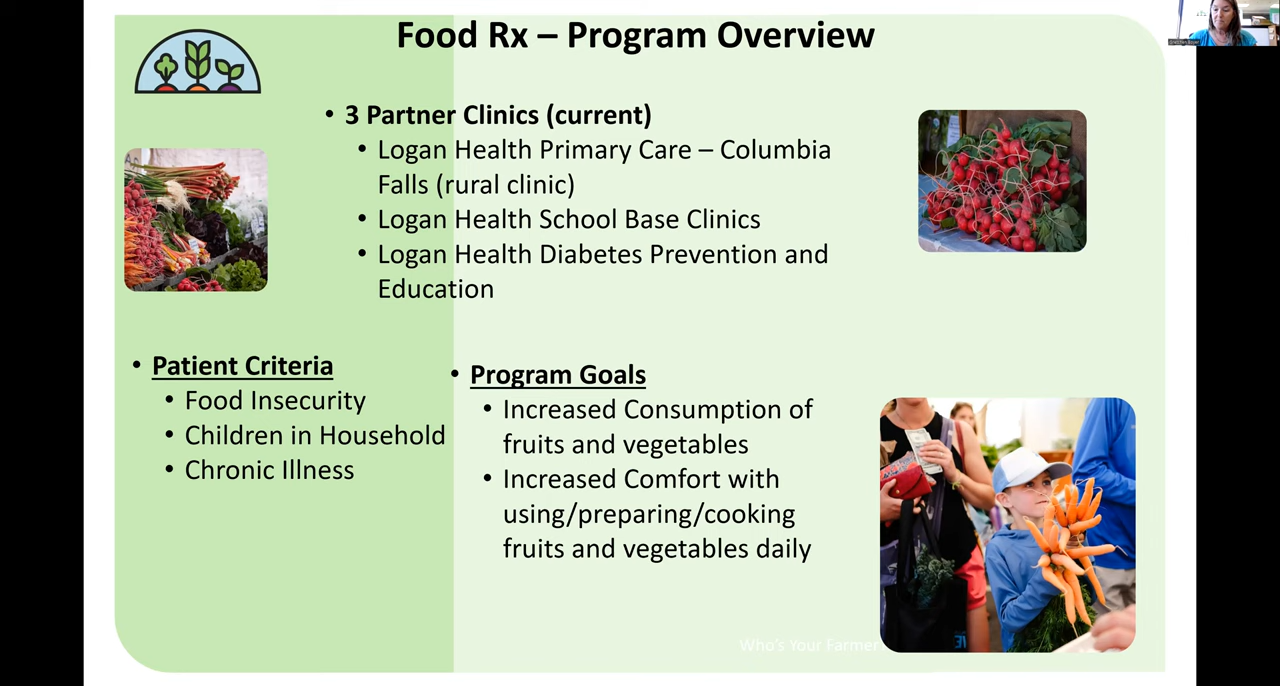 Food Rx – Program Overview
• 3 Partner Clinics (current)
• Logan Health Primary Care – Columbia
Falls (rural clinic)
• Logan Health School Base Clinics
• Logan Health Diabetes Prevention and
Education
• Patient Criteria
• Food Insecurity
• Children in Household
• Chronic Illness
• Program Goals
• Increased Consumption of
fruits and vegetables
• Increased Comfort with
using/preparing/cooking
fruits and vegetables daily
Who's Your Farmer